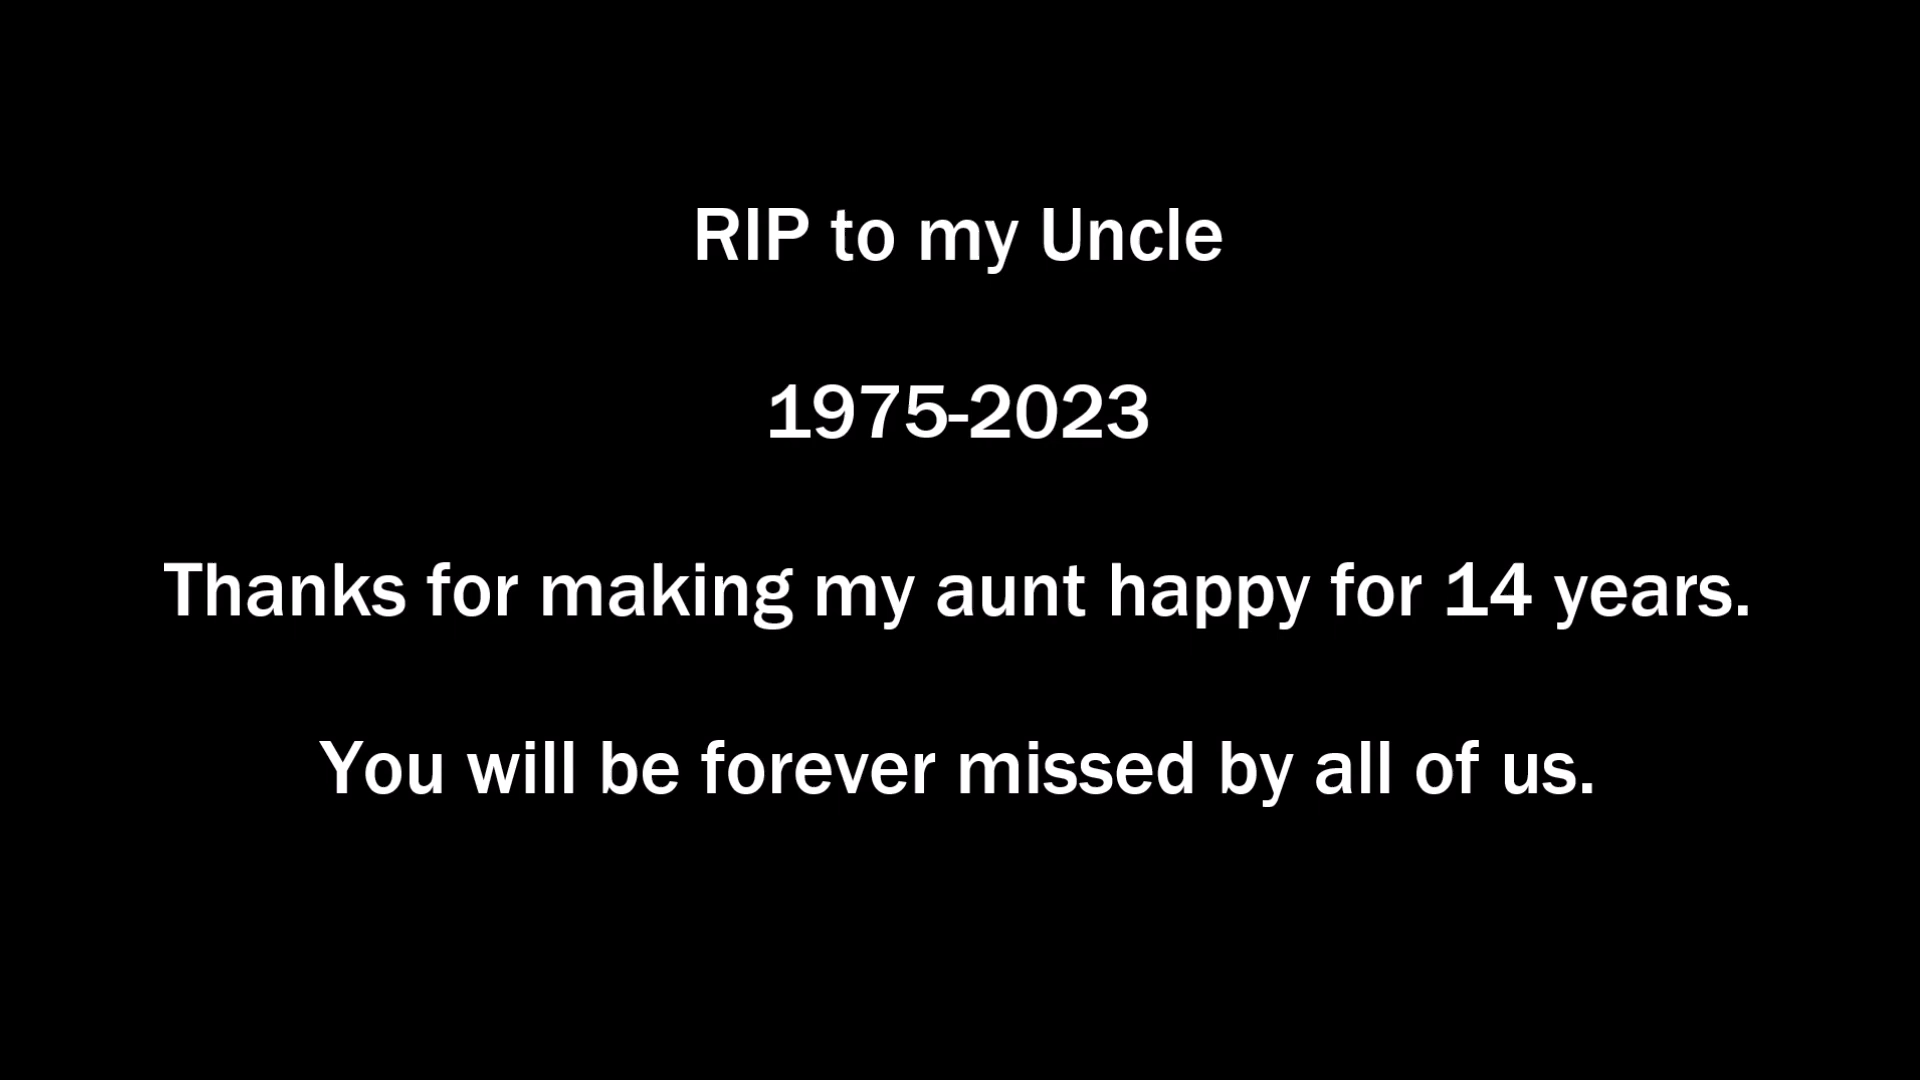 RIP to my Uncle
1975-2023
Thanks for making my aunt happy for 14 years.
You will be forever missed by all of us.